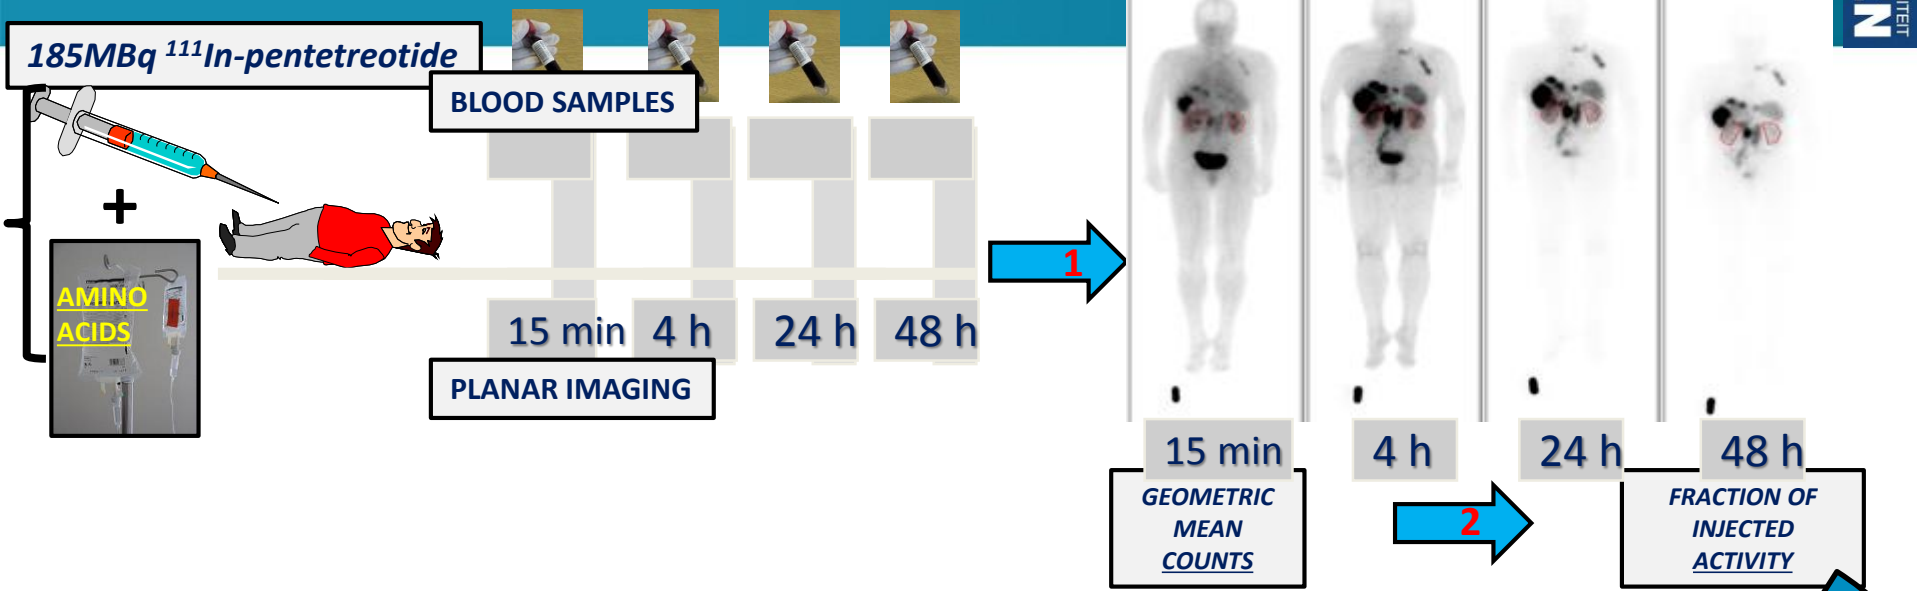 185MBq ¹¹¹In-pentetreotide
BLOOD SAMPLES
+
AMINO
ACIDS
15 min
4 h
24 h
48 h
PLANAR IMAGING
1
15 min
4 h
24 h
48 h
GEOMETRIC
MEAN
COUNTS
2
FRACTION OF
INJECTED
ACTIVITY
N
ITEIT